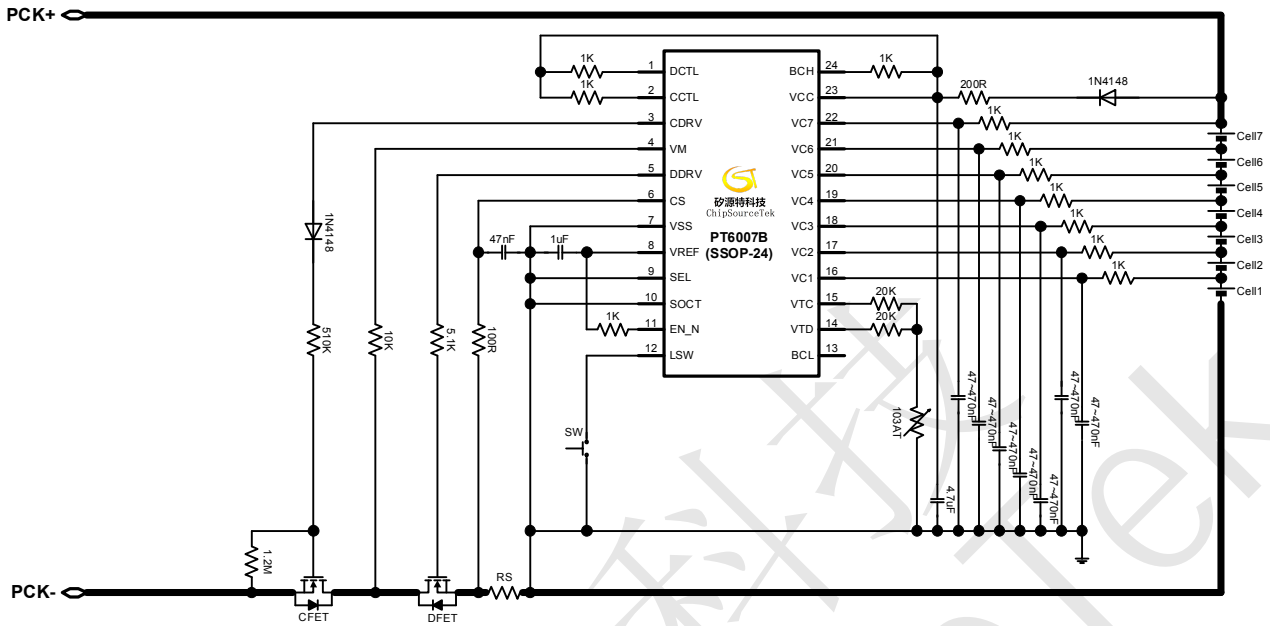 PCK+
1K
1K
1K
200R
1N4148
1 DCTL
2 CCTL
3 CDRV
4 VM
5 DDRV
6 CS
7 VSS
8 VREF
9 SEL
10 SOCT
11 EN_N
12 LSW
BCH 24
VCC 23
VC7 22
VC6 21
VC5 20
VC4 19
VC3 18
VC2 17
VC1 16
VTC 15
VTD 14
BCL 13
矽源特科技
ChipSourceTek
PT6007B
(SSOP-24)
1K
1K
1K
1K
1K
1K
1K
Cell7
Cell6
Cell5
Cell4
Cell3
Cell2
Cell1
1N4148
47nF
1uF
20K
20K
1K
510K
10K
5.1K
100R
SW
103AT
4.7uF
47~470nF
47~470nF
47~470nF
47~470nF
47~470nF
47~470nF
47~470nF
1.2M
RS
PCK-
CFET
DFET
科技
Tek